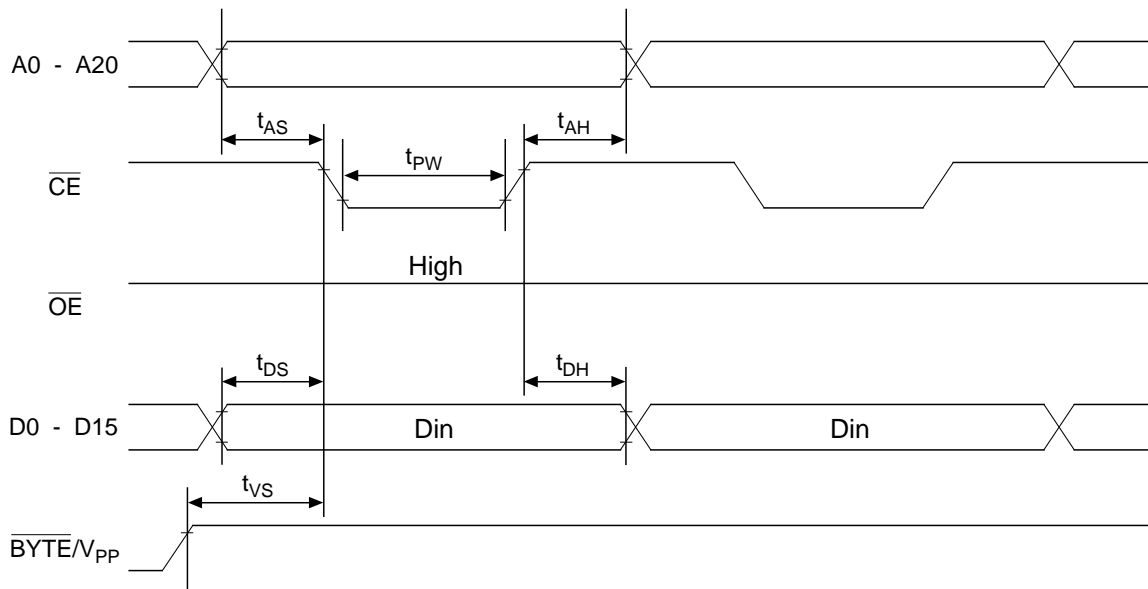 A0 - A20
tAS
tAH
tPW
CE
High
OE
tDS
tDH
D0 - D15
Din
Din
tVS
BYTE/VPP